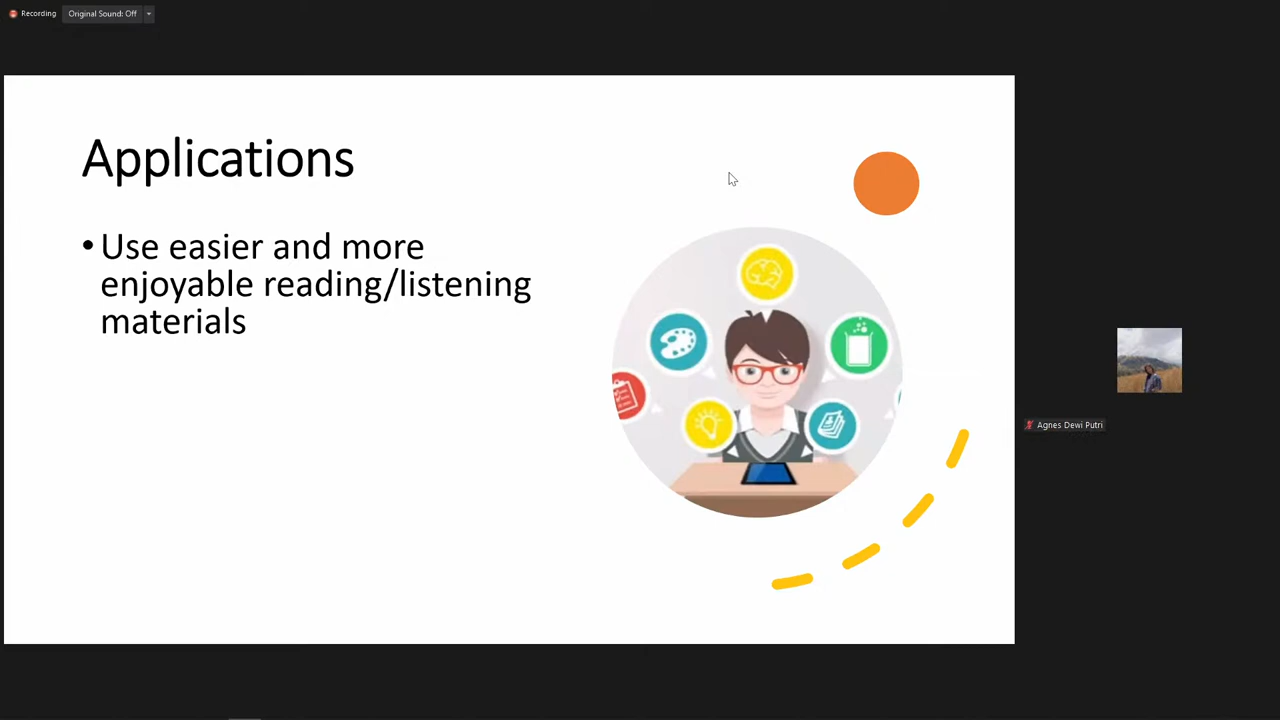 Recording
Original Sound: Off
Applications
• Use easier and more
enjoyable reading/listening
materials
Agnes Dewi Putri